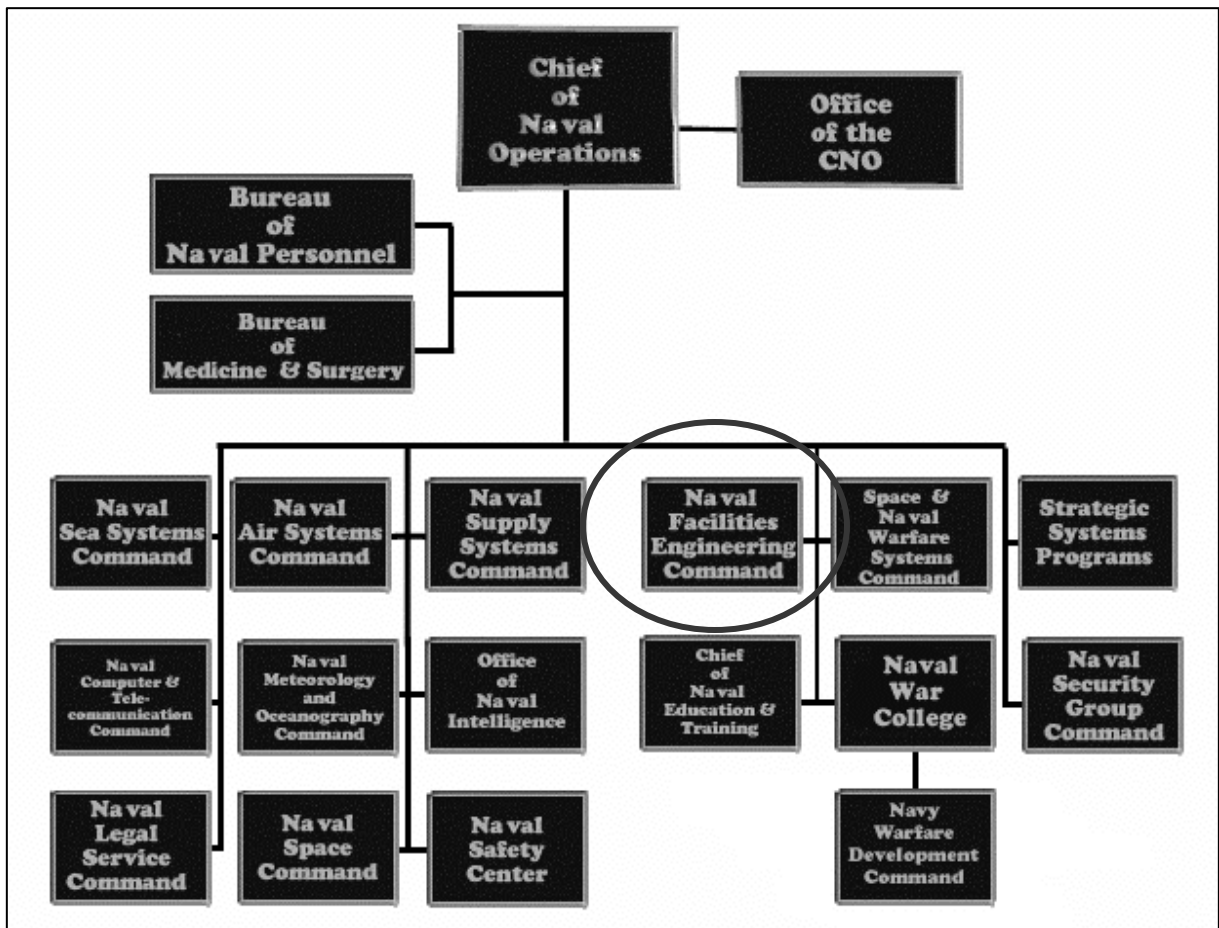 Chief
of
Naval
Operations
Office
of the
CNO
Bureau
of
Naval Personnel
Bureau
of
Medicine & Surgery
Naval
Sea Systems
Command
Naval
Air Systems
Command
Naval
Supply
Systems
Command
Naval
Facilities
Engineering
Command
Space &
Naval
Warfare
Systems
Command
Strategic
Systems
Programs
Naval
Computer &
Tele-
communication
Command
Naval
Meteorology
and
Oceanography
Command
Office
of
Naval
Intelligence
Chief
of
Naval
Education &
Training
Naval
War
College
Naval
Security
Group
Command
Naval
Legal
Service
Command
Naval
Space
Command
Naval
Safety
Center
Navy
Warfare
Development
Command